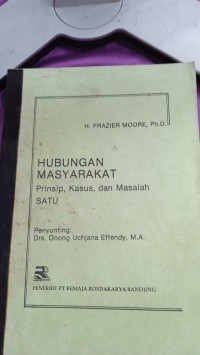 H. FRAZIER MOORE, Ph.D.
HUBUNGAN
MASYARAKAT
Prinsip, Kasus, dan Masalah
SATU
Penyunting:
Dra. Onong Uchjana Effendy, M.A.
PENERBIT PT REMAJA ROSDAKARYA BANDUNG